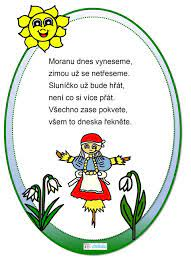 Moranu dnes vyneseme,
zimou už se netřeseme.
Sluníčko už bude hřát,
není co si více přát.
Všechno zase pokvete,
všem to dneska řekněte.